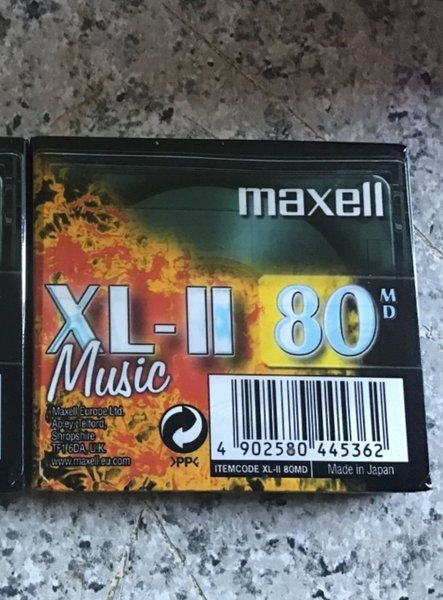 maxell
XL-II 80 MD
Music
Maxell Europe Ltd.
Apley, Telford,
Shropshire
TF1 6DA, U.K.
www.maxell-eu.com
PP
4 902580 445362
ITEMCODE XL-II 80MD
Made in Japan